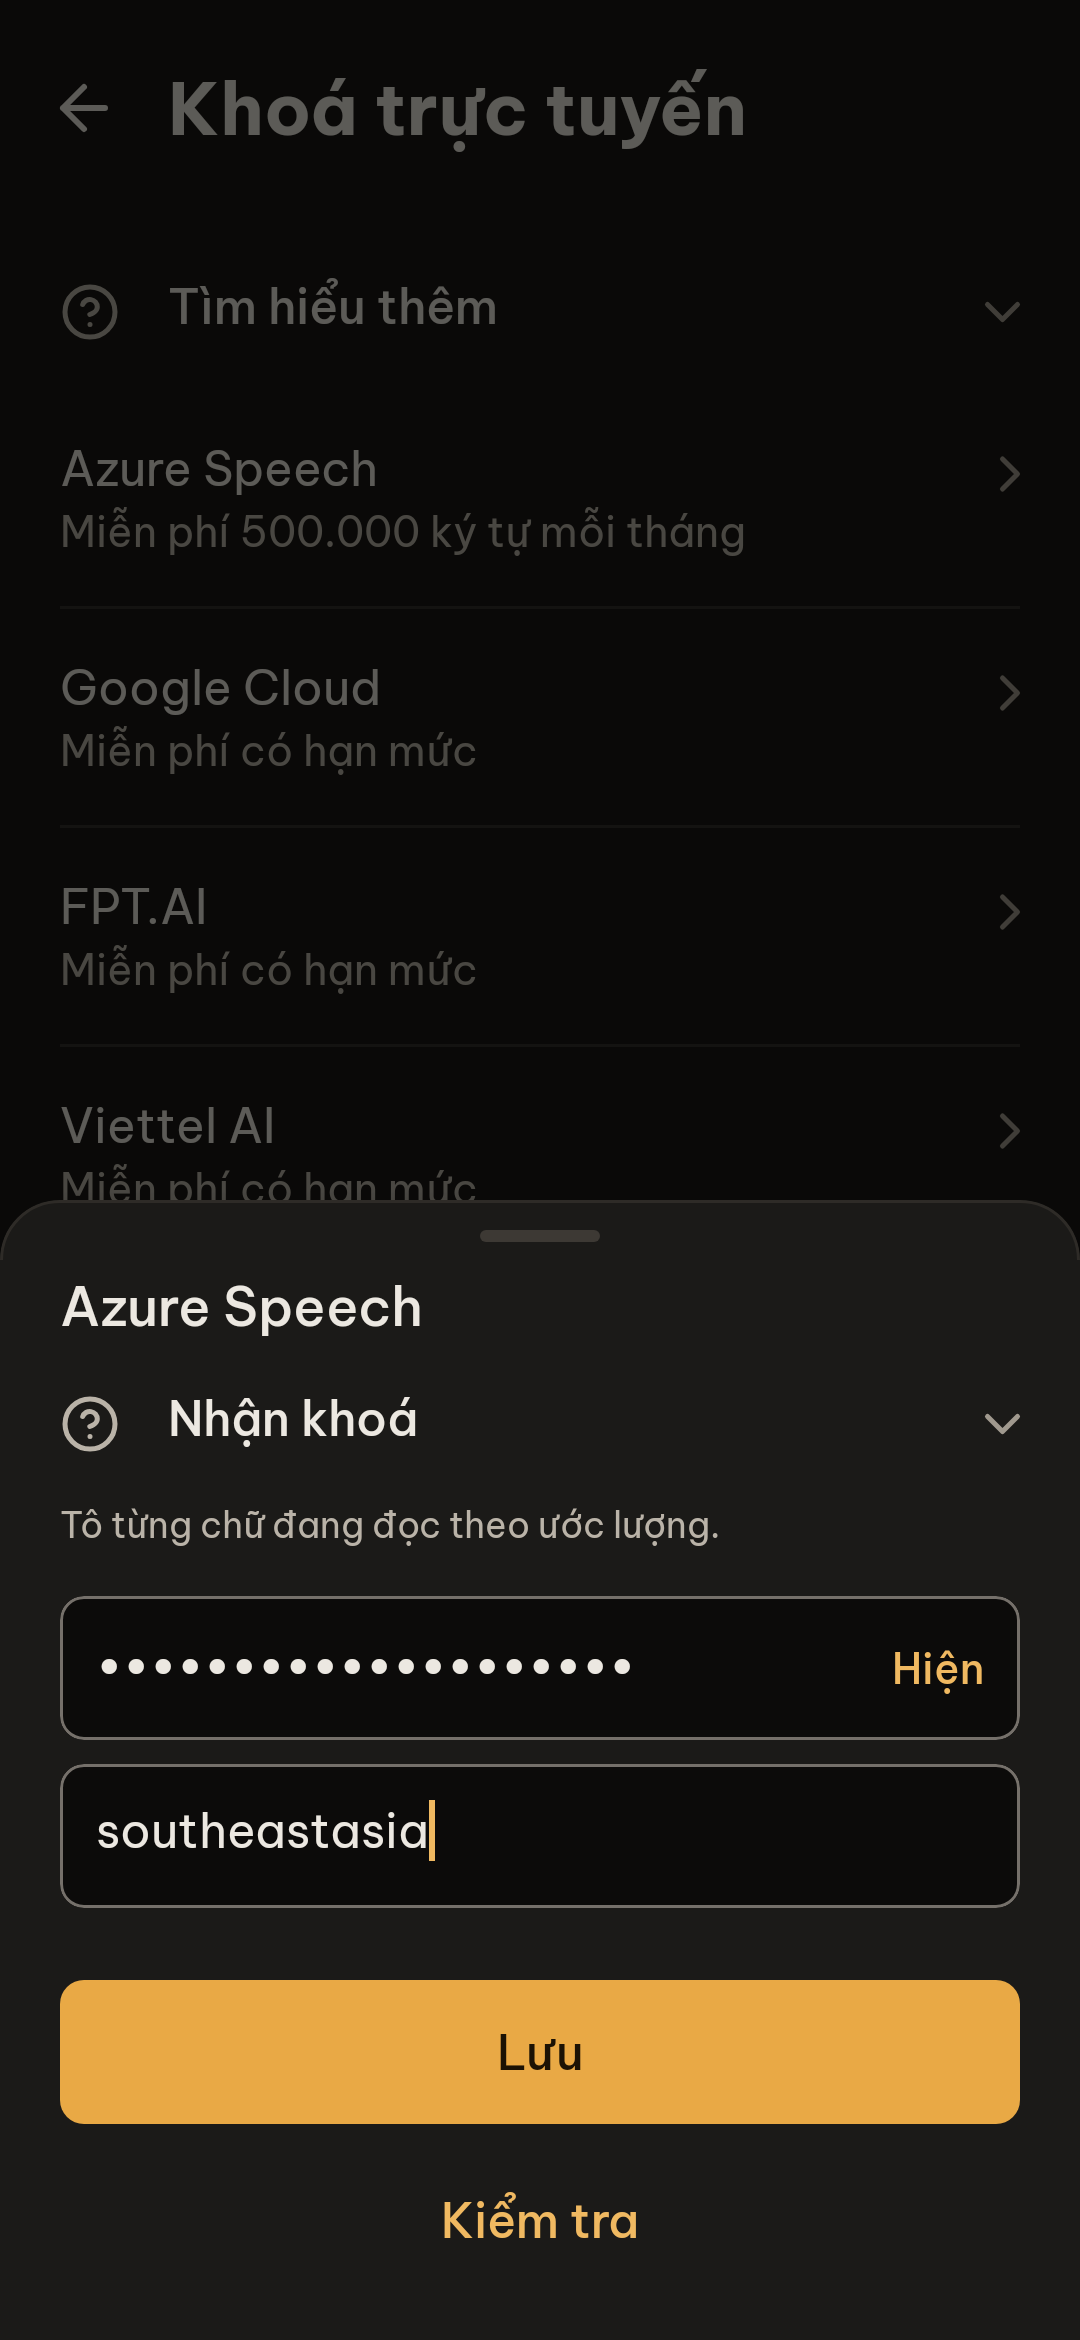 Khoá trực tuyến
Tìm hiểu thêm
Azure Speech
Miễn phí 500.000 ký tự mỗi tháng
Google Cloud
Miễn phí có hạn mức
FPT.AI
Miễn phí có hạn mức
Viettel AI
Miễn phí có hạn mức
Azure Speech
Nhận khoá
Tô từng chữ đang đọc theo ước lượng.
••••••••••••••••••••
Hiện
southeastasia
Lưu
Kiểm tra